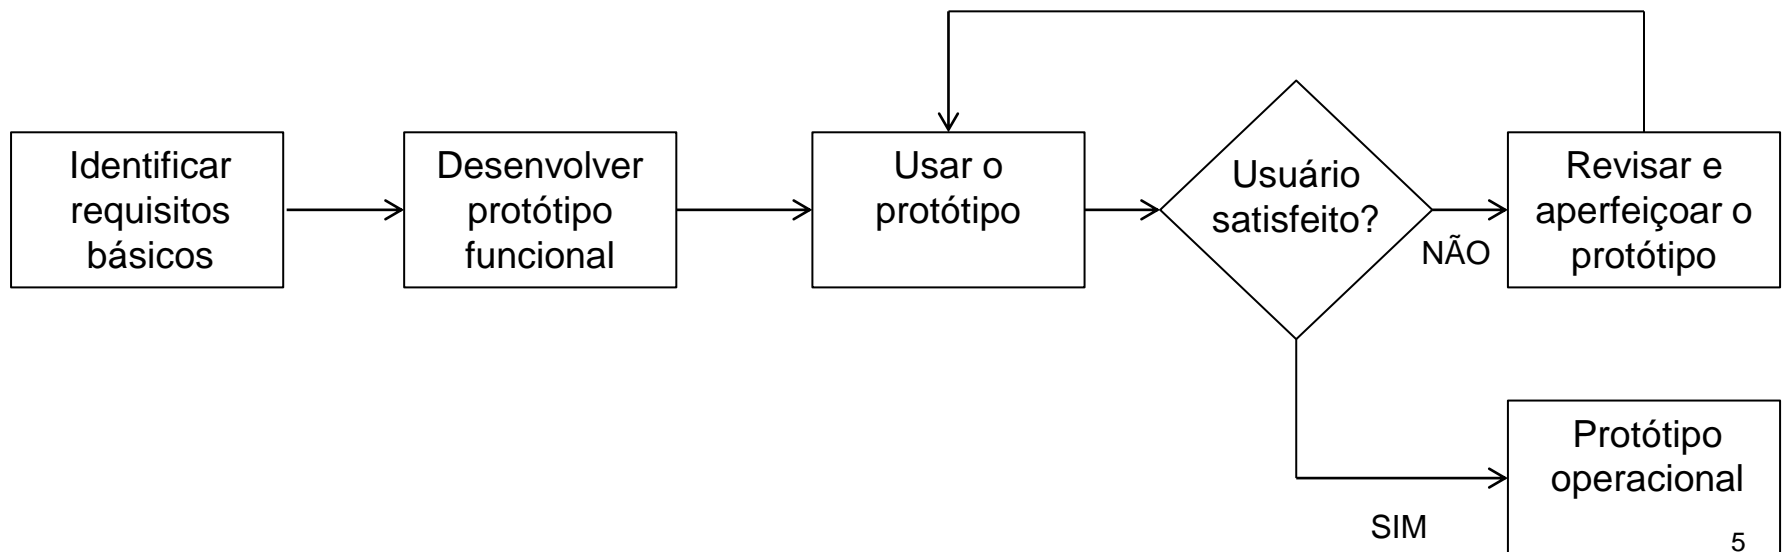 Identificar
requisitos
básicos
Desenvolver
protótipo
funcional
Usar o
protótipo
Usuário
satisfeito?
NÃO
Revisar e
aperfeiçoar o
protótipo
SIM
Protótipo
operacional
5